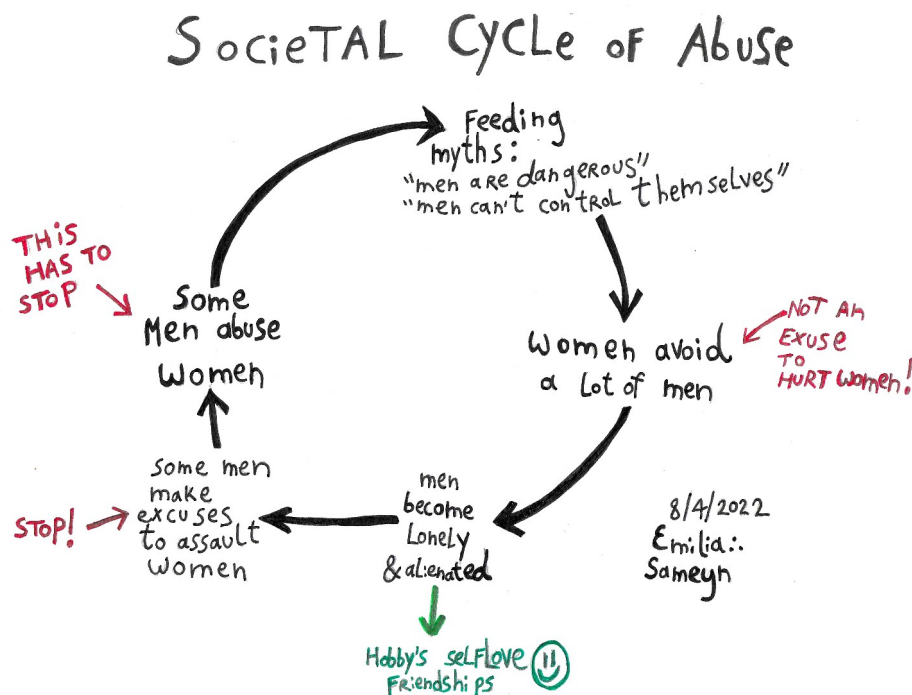 SocieTAL CYCLe of Abuse
Feeding
myths:
"men are dangerous"
"men can't control themselves"
Women avoid
a lot of men
NOT An
EXUSE
TO
HURT Women!
men
become
Lonely
& alienated
Hobby's selfLove
Friendships
some men
make
excuses
to assault
women
STOP!
Some
Men abuse
Women
THiS
HAS TO
STOP
8/4/2022
Emilia∴
Sameyn